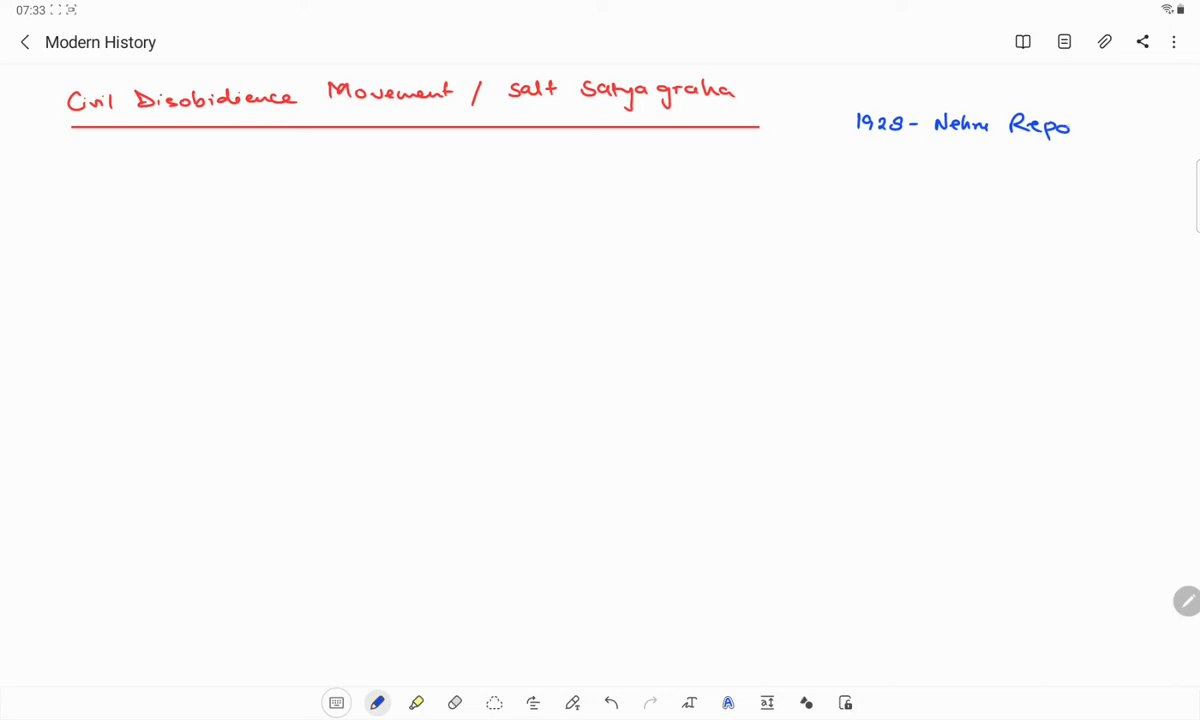 07:33
Modern History
Civil Disobidience Movement / salt Satyagraha
1928 - Nehru Repo